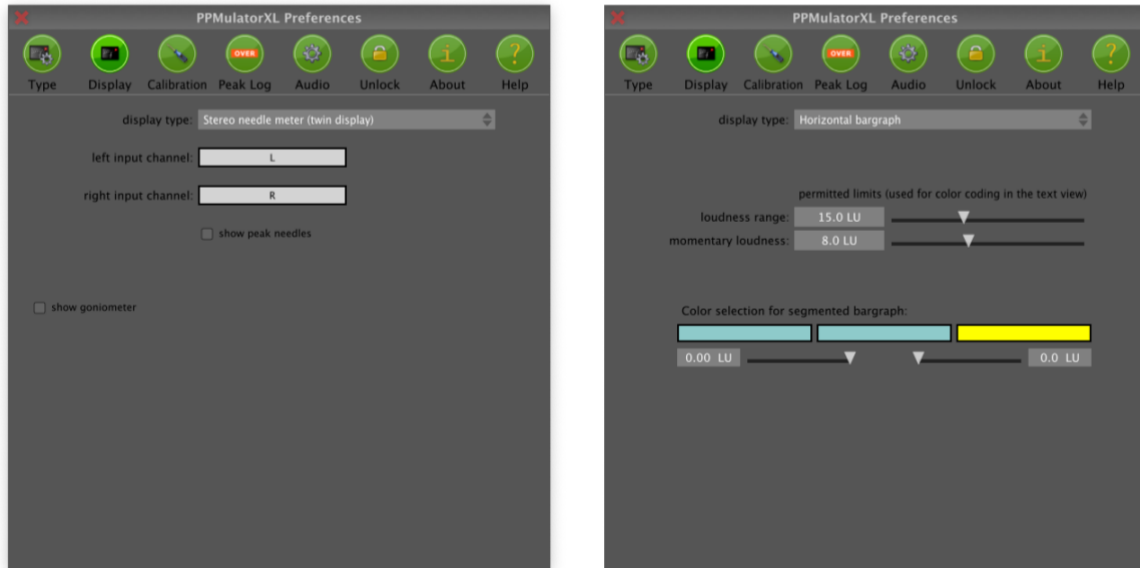 PPMulatorXL Preferences
OVER
i
?
Type Display Calibration Peak Log Audio Unlock About Help
display type: Stereo needle meter (twin display)
left input channel: L
right input channel: R
show peak needles
show goniometer
PPMulatorXL Preferences
OVER
i
?
Type Display Calibration Peak Log Audio Unlock About Help
display type: Horizontal bargraph
permitted limits (used for color coding in the text view)
loudness range: 15.0 LU
momentary loudness: 8.0 LU
Color selection for segmented bargraph:
0.00 LU 0.0 LU